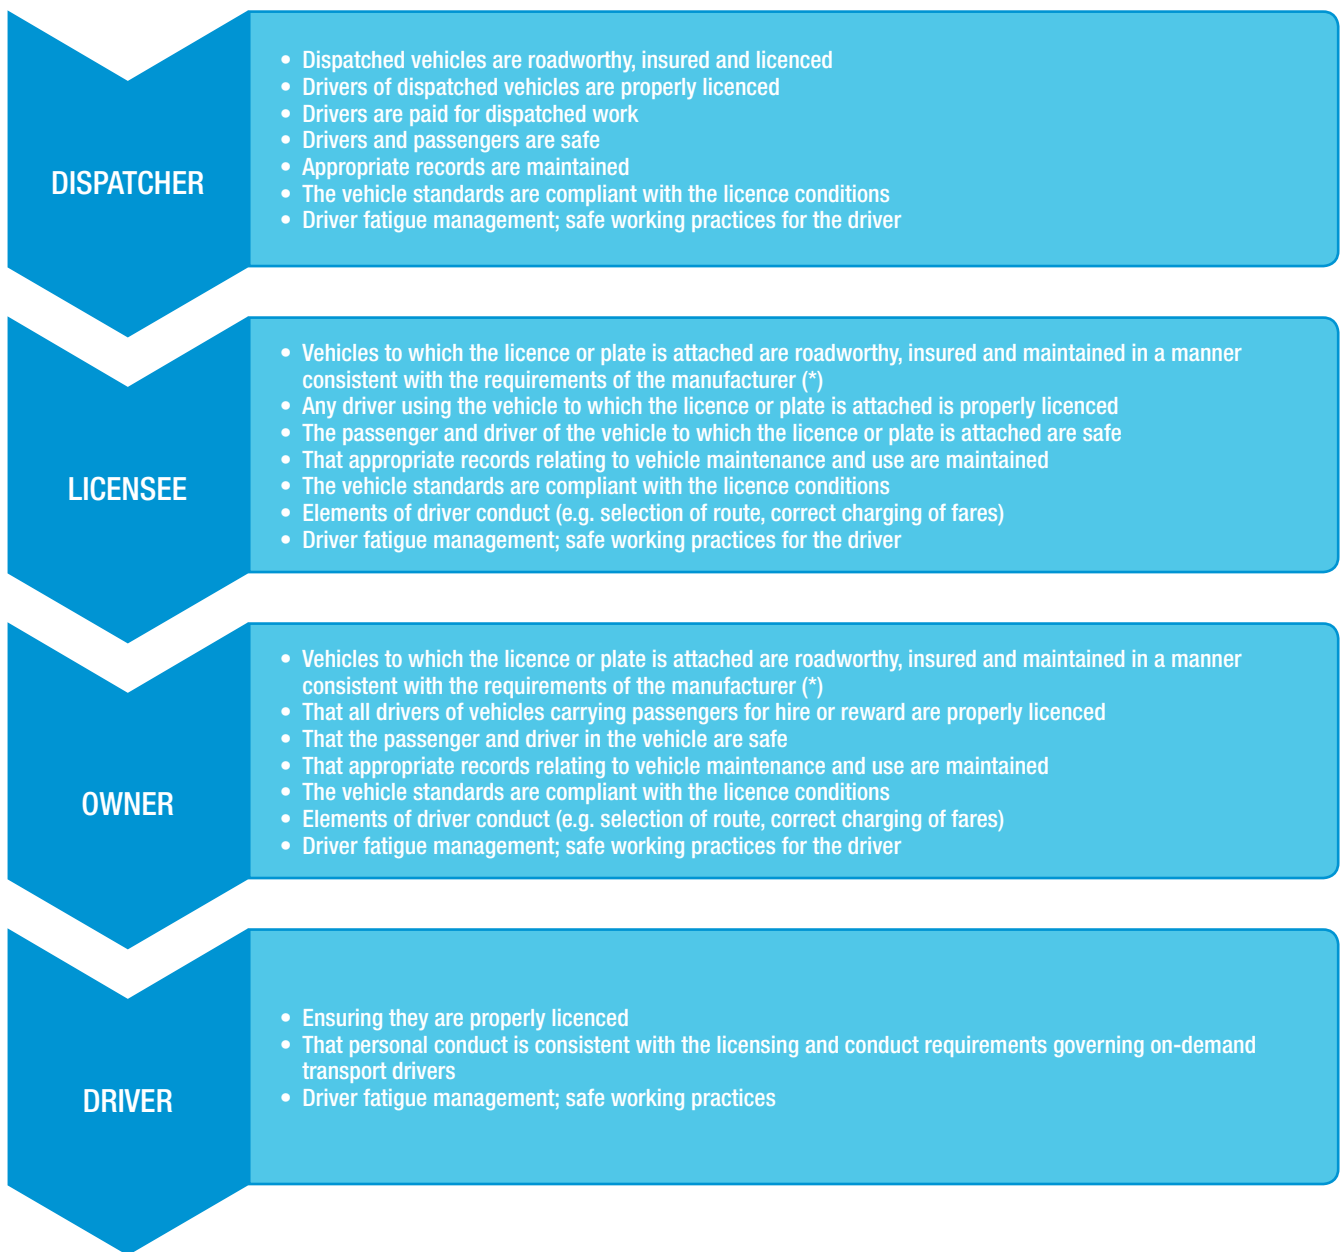 DISPATCHER
• Dispatched vehicles are roadworthy, insured and licenced
• Drivers of dispatched vehicles are properly licenced
• Drivers are paid for dispatched work
• Drivers and passengers are safe
• Appropriate records are maintained
• The vehicle standards are compliant with the licence conditions
• Driver fatigue management; safe working practices for the driver
LICENSEE
• Vehicles to which the licence or plate is attached are roadworthy, insured and maintained in a manner
consistent with the requirements of the manufacturer (*)
• Any driver using the vehicle to which the licence or plate is attached is properly licenced
• The passenger and driver of the vehicle to which the licence or plate is attached are safe
• That appropriate records relating to vehicle maintenance and use are maintained
• The vehicle standards are compliant with the licence conditions
• Elements of driver conduct (e.g. selection of route, correct charging of fares)
• Driver fatigue management; safe working practices for the driver
OWNER
• Vehicles to which the licence or plate is attached are roadworthy, insured and maintained in a manner
consistent with the requirements of the manufacturer (*)
• That all drivers of vehicles carrying passengers for hire or reward are properly licenced
• That the passenger and driver in the vehicle are safe
• That appropriate records relating to vehicle maintenance and use are maintained
• The vehicle standards are compliant with the licence conditions
• Elements of driver conduct (e.g. selection of route, correct charging of fares)
• Driver fatigue management; safe working practices for the driver
DRIVER
• Ensuring they are properly licenced
• That personal conduct is consistent with the licensing and conduct requirements governing on-demand
transport drivers
• Driver fatigue management; safe working practices